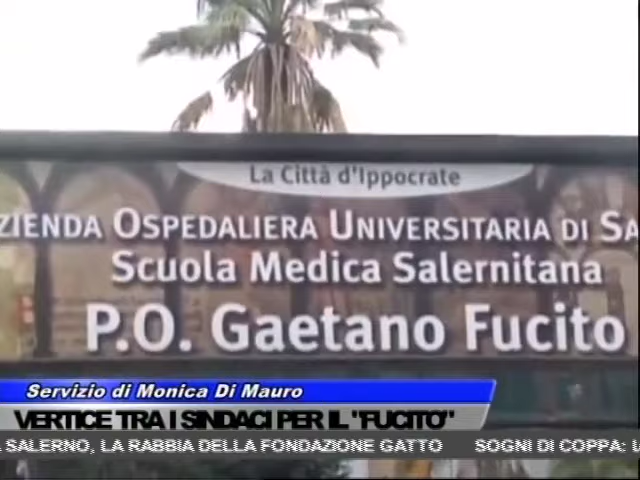 La Città d'Ippocrate
ZIENDA OSPEDALIERA UNIVERSITARIA DI SA
SCUOLA MEDICA SALERNITANA
P.O. Gaetano Fucito
Servizio di Monica Di Mauro
VERTICE TRA I SINDACI PER IL "FUCITO"
SALERNO, LA RABBIA DELLA FONDAZIONE GATTO SOGNI DI COPPA: